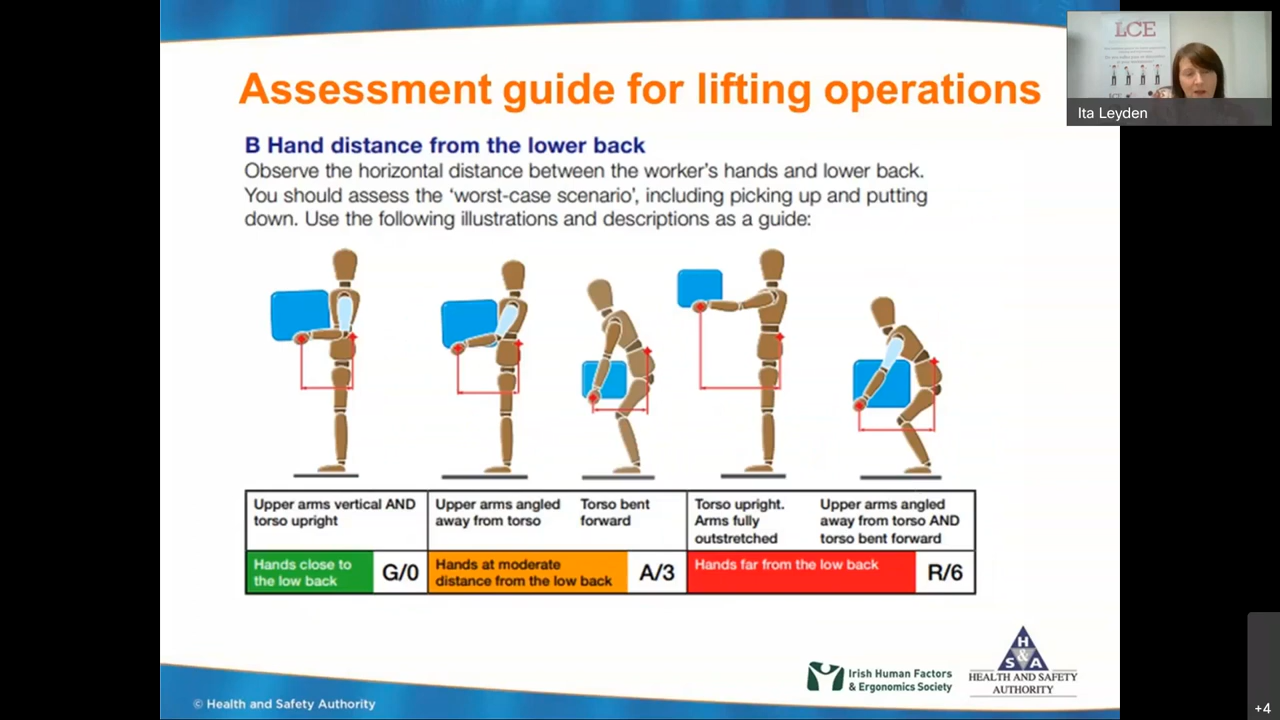 Assessment guide for lifting operations
B Hand distance from the lower back
Observe the horizontal distance between the worker's hands and lower back.
You should assess the 'worst-case scenario', including picking up and putting
down. Use the following illustrations and descriptions as a guide:
Upper arms vertical AND
torso upright
Upper arms angled
away from torso
Torso bent
forward
Torso upright.
Arms fully
outstretched
Upper arms angled
away from torso AND
torso bent forward
Hands close to
the low back
G/0
Hands at moderate
distance from the low back
A/3
Hands far from the low back
R/6
Irish Human Factors
& Ergonomics Society
H
&
S A
HEALTH AND SAFETY
AUTHORITY
© Health and Safety Authority
LCE
Ita Leyden
+4